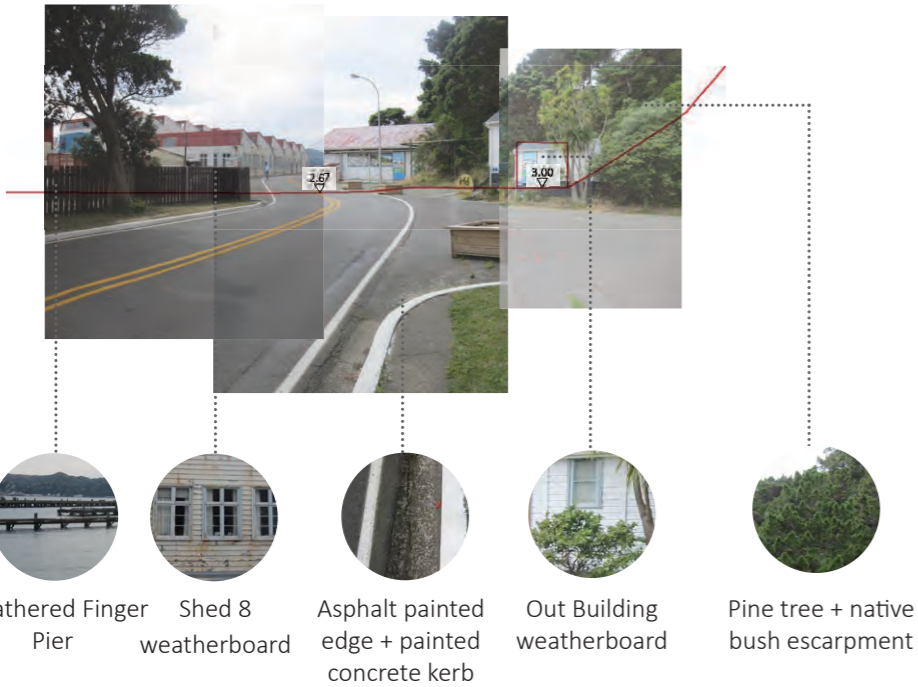 2.67
3.00
athered Finger
Pier
Shed 8
weatherboard
Asphalt painted
edge + painted
concrete kerb
Out Building
weatherboard
Pine tree + native
bush escarpment